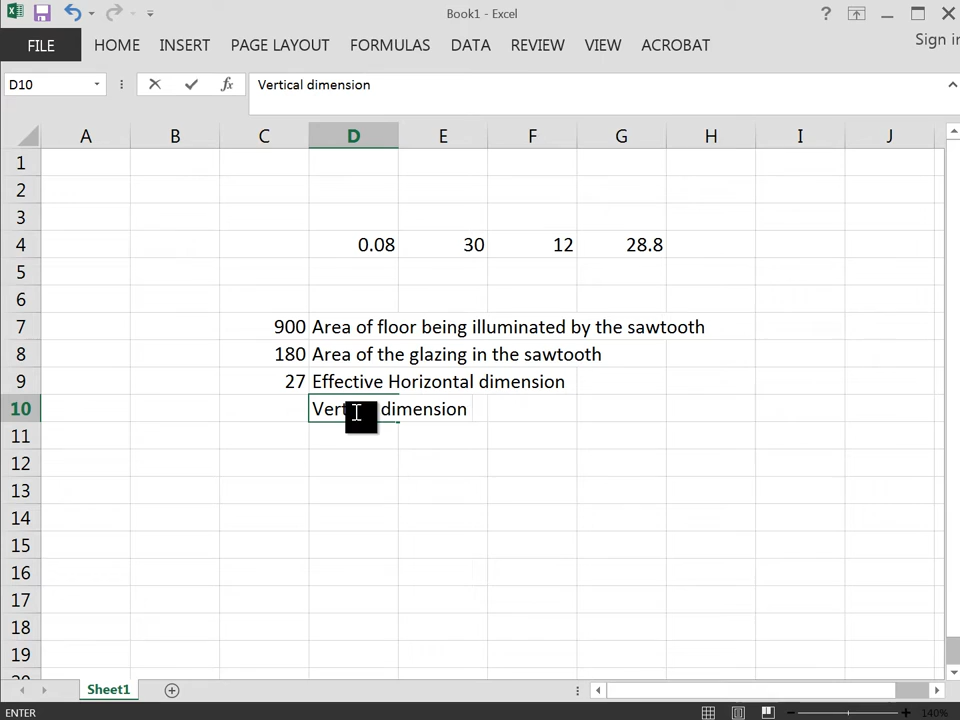 Book1 - Excel
?
Sign in
FILE HOME INSERT PAGE LAYOUT FORMULAS DATA REVIEW VIEW ACROBAT
D10 fx Vertical dimension
A B C D E F G H I J
1
2
3
4 0.08 30 12 28.8
5
6
7 900 Area of floor being illuminated by the sawtooth
8 180 Area of the glazing in the sawtooth
9 27 Effective Horizontal dimension
10 Vertical dimension
11
12
13
14
15
16
17
18
19
20
Sheet1
ENTER 140%